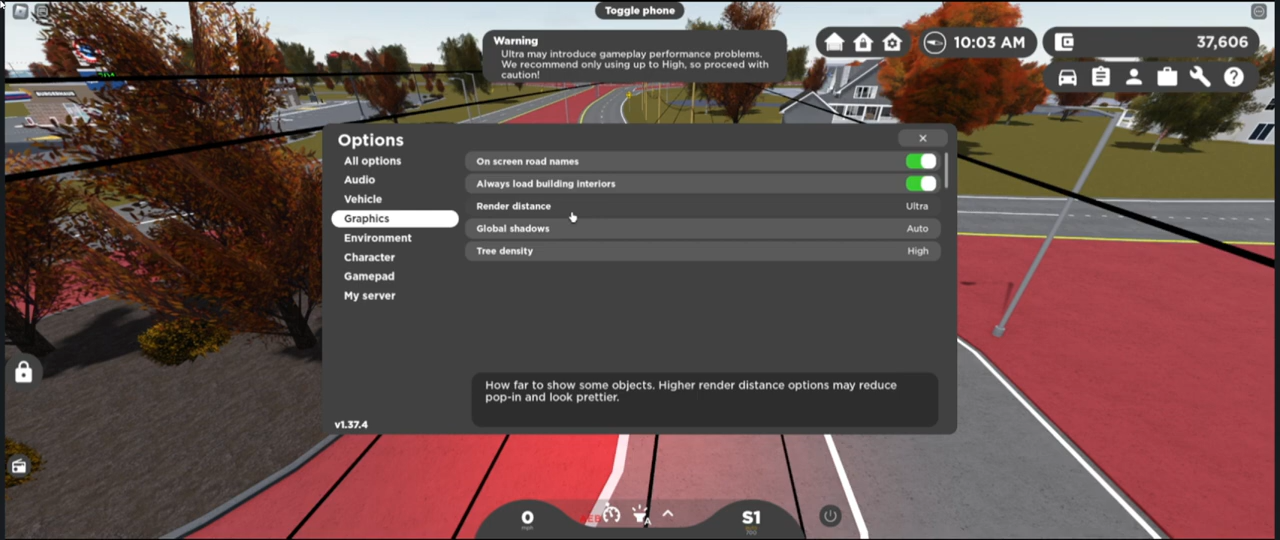 Toggle phone
Warning
Ultra may introduce gameplay performance problems.
We recommend only using up to High, so proceed with
caution!
10:03 AM
37,606
BURGERHAUS
Options
All options
Audio
Vehicle
Graphics
Environment
Character
Gamepad
My server
v1.37.4
On screen road names
Always load building interiors
Render distance
Ultra
Global shadows
Auto
Tree density
High
How far to show some objects. Higher render distance options may reduce
pop-in and look prettier.
0
mph
A
S1